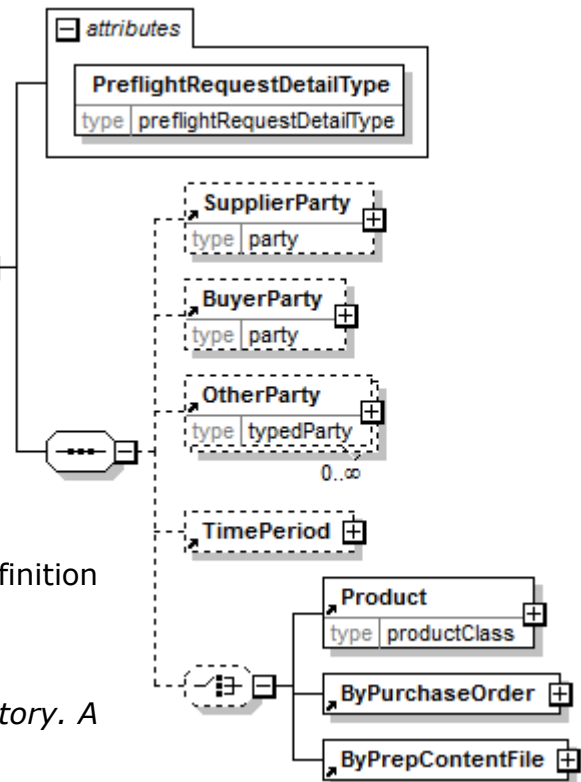 attributes
PreflightRequestDetailType
type preflightRequestDetailType
SupplierParty
type party
BuyerParty
type party
OtherParty
type typedParty
0..∞
TimePeriod
finition
Product
type productClass
tory. A
ByPurchaseOrder
ByPrepContentFile